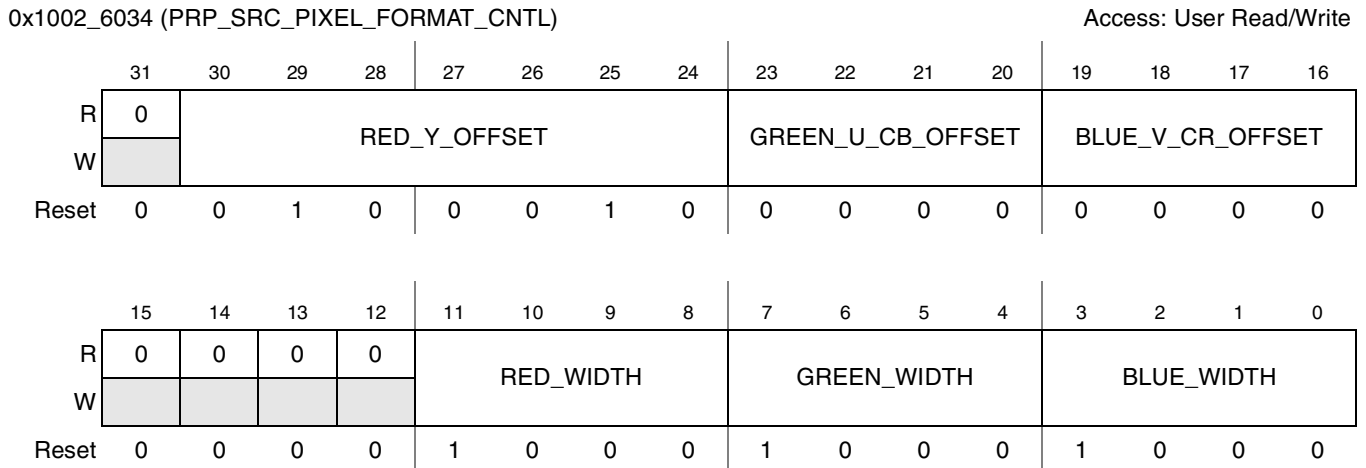 0x1002_6034 (PRP_SRC_PIXEL_FORMAT_CNTL) Access: User Read/Write
31 30 29 28 27 26 25 24 23 22 21 20 19 18 17 16
R 0
RED_Y_OFFSET GREEN_U_CB_OFFSET BLUE_V_CR_OFFSET
W
Reset 0 0 1 0 0 0 1 0 0 0 0 0 0 0 0 0
15 14 13 12 11 10 9 8 7 6 5 4 3 2 1 0
R 0 0 0 0
RED_WIDTH GREEN_WIDTH BLUE_WIDTH
W
Reset 0 0 0 0 1 0 0 0 1 0 0 0 1 0 0 0